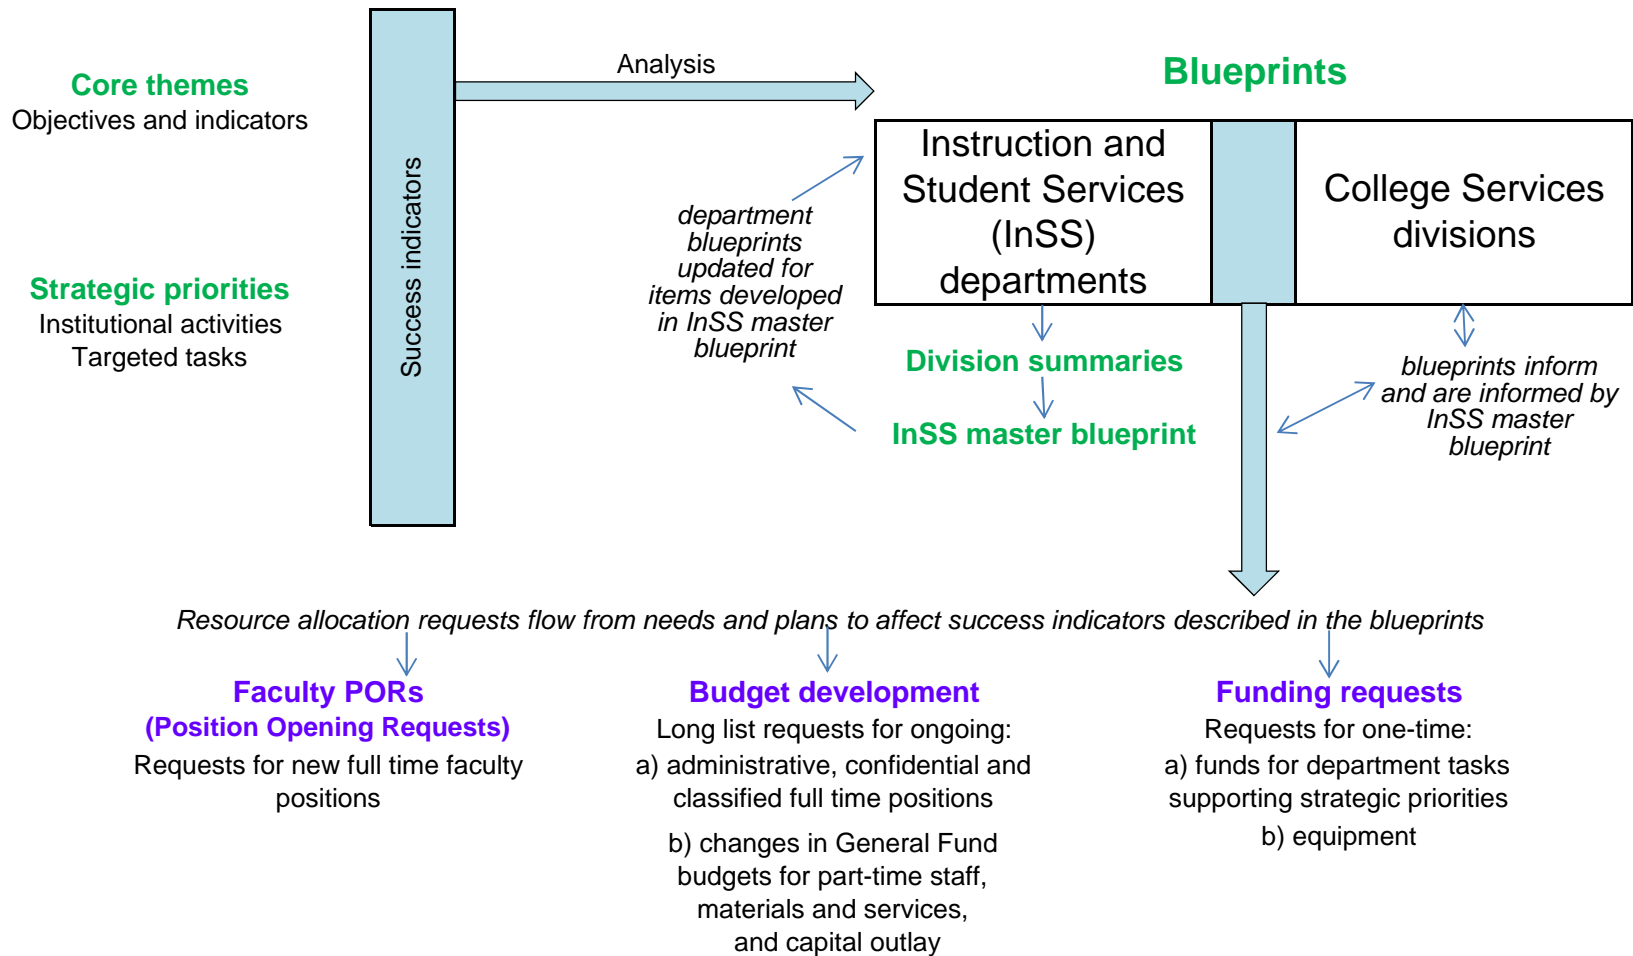 Core themes
Objectives and indicators
Strategic priorities
Institutional activities
Targeted tasks
Success indicators
Analysis
Blueprints
Instruction and
Student Services
(InSS)
departments
College Services
divisions
department
blueprints
updated for
items developed
in InSS master
blueprint
Division summaries
InSS master blueprint
blueprints inform
and are informed by
InSS master
blueprint
Resource allocation requests flow from needs and plans to affect success indicators described in the blueprints
Faculty PORs
(Position Opening Requests)
Requests for new full time faculty
positions
Budget development
Long list requests for ongoing:
a) administrative, confidential and
classified full time positions
b) changes in General Fund
budgets for part-time staff,
materials and services,
and capital outlay
Funding requests
Requests for one-time:
a) funds for department tasks
supporting strategic priorities
b) equipment